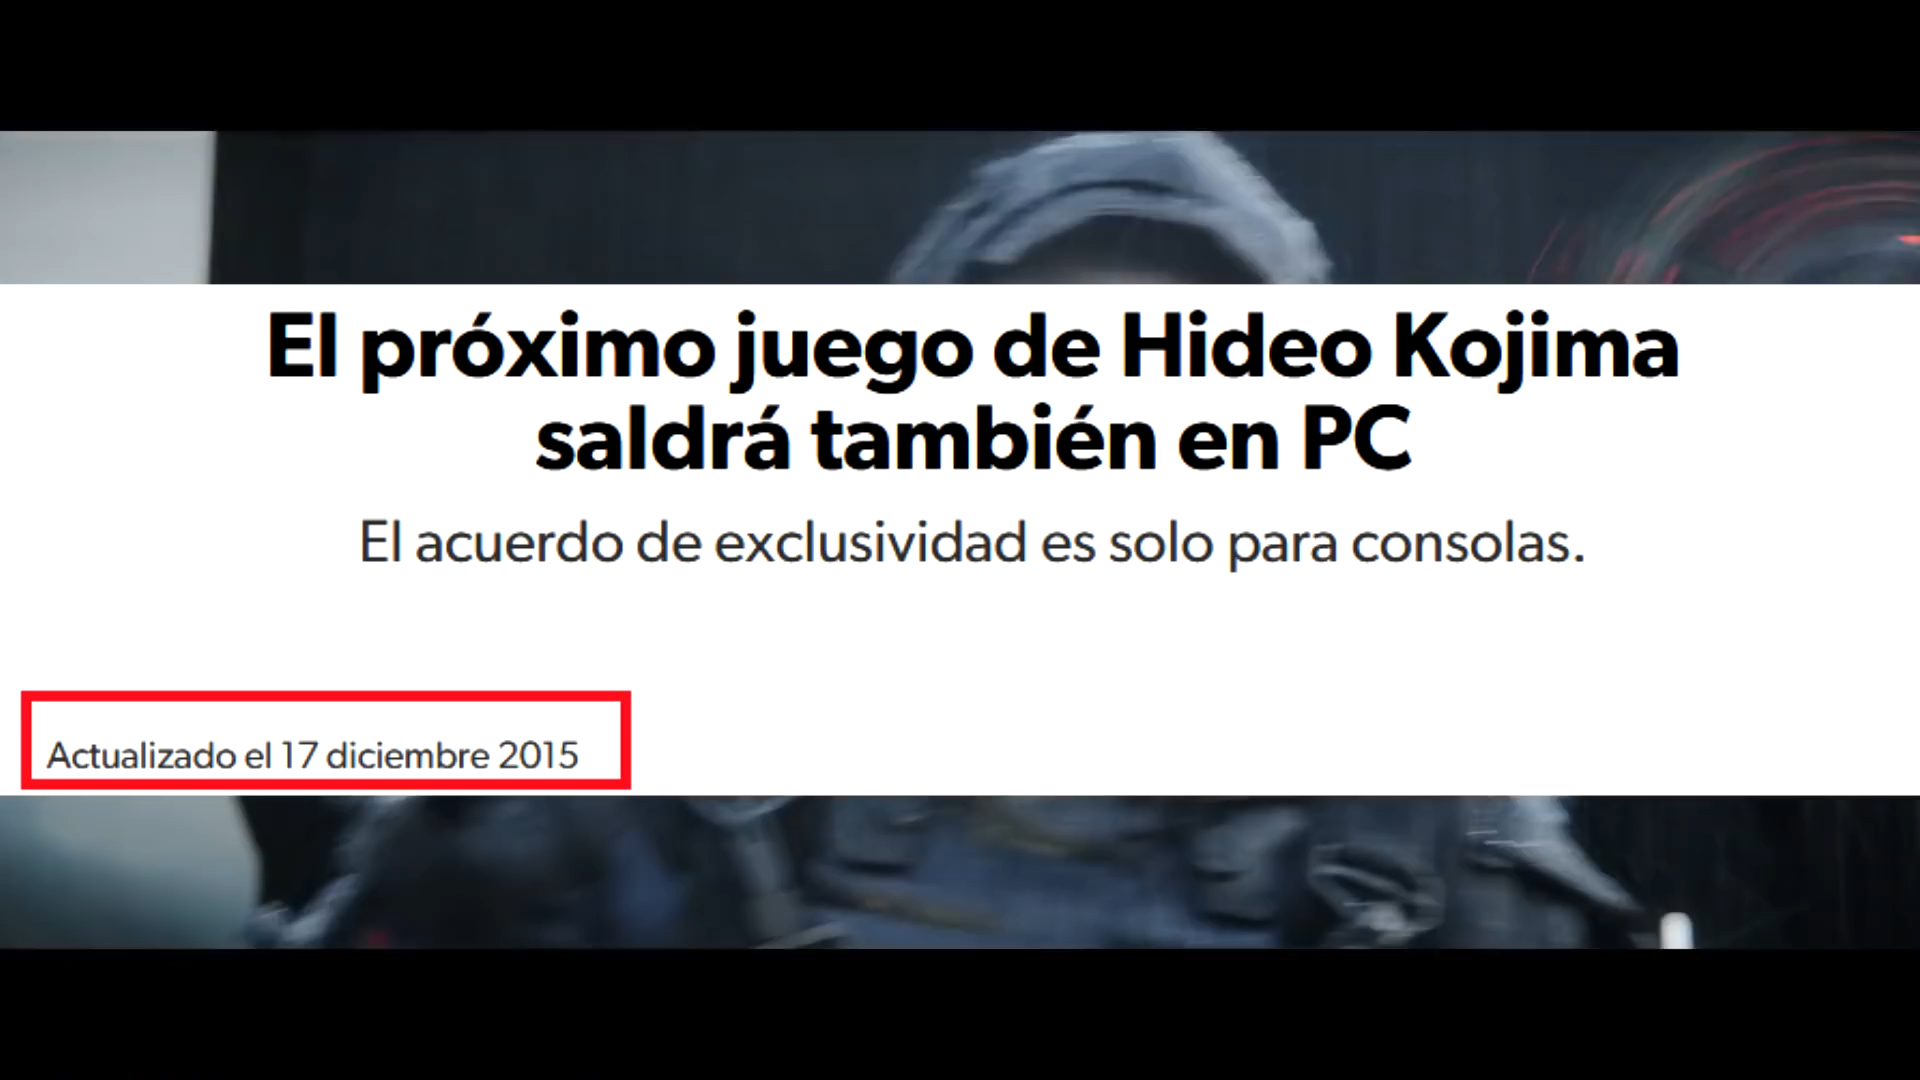 El próximo juego de Hideo Kojima
saldrá también en PC
El acuerdo de exclusividad es solo para consolas.
Actualizado el 17 diciembre 2015